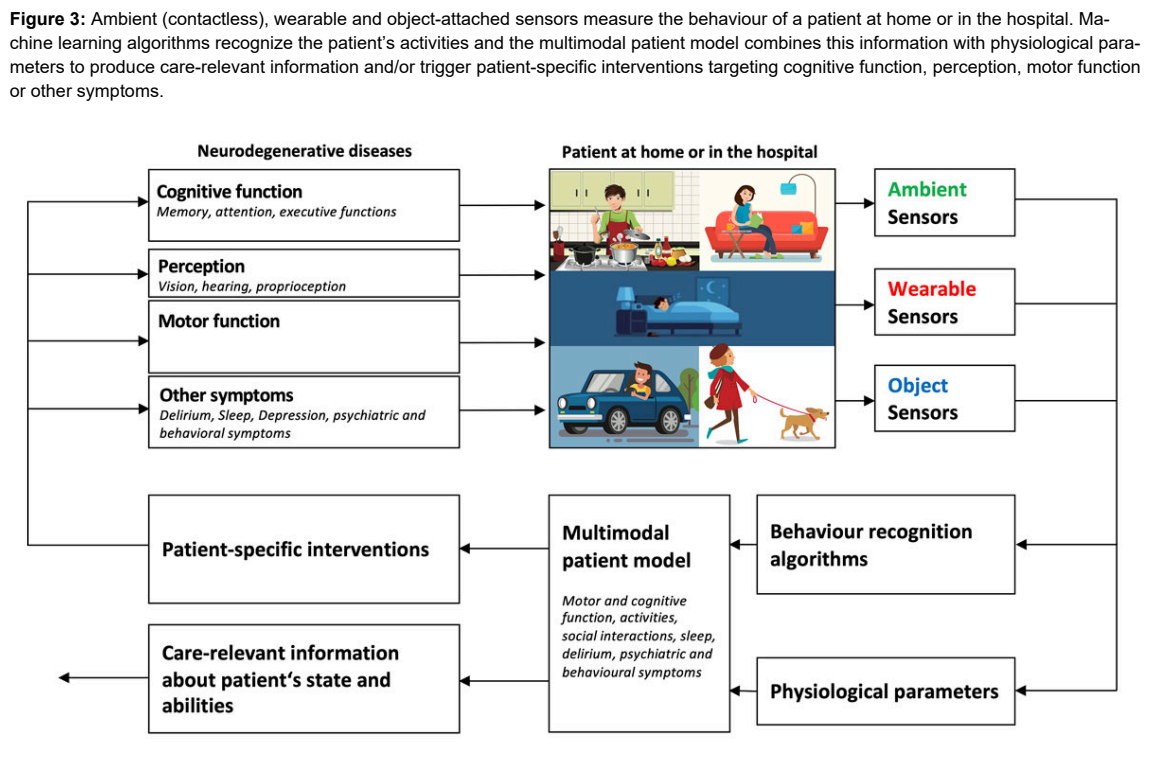 Figure 3: Ambient (contactless), wearable and object-attached sensors measure the behaviour of a patient at home or in the hospital. Ma-
chine learning algorithms recognize the patient’s activities and the multimodal patient model combines this information with physiological para-
meters to produce care-relevant information and/or trigger patient-specific interventions targeting cognitive function, perception, motor function
or other symptoms.
Neurodegenerative diseases
Cognitive function
Memory, attention, executive functions
Perception
Vision, hearing, proprioception
Motor function
Other symptoms
Delirium, Sleep, Depression, psychiatric and
behavioral symptoms
Patient at home or in the hospital
Ambient
Sensors
Wearable
Sensors
Object
Sensors
Patient-specific interventions
Care-relevant information
about patient‘s state and
abilities
Multimodal
patient model
Motor and cognitive
function, activities,
social interactions, sleep,
delirium, psychiatric and
behavioural symptoms
Behaviour recognition
algorithms
Physiological parameters